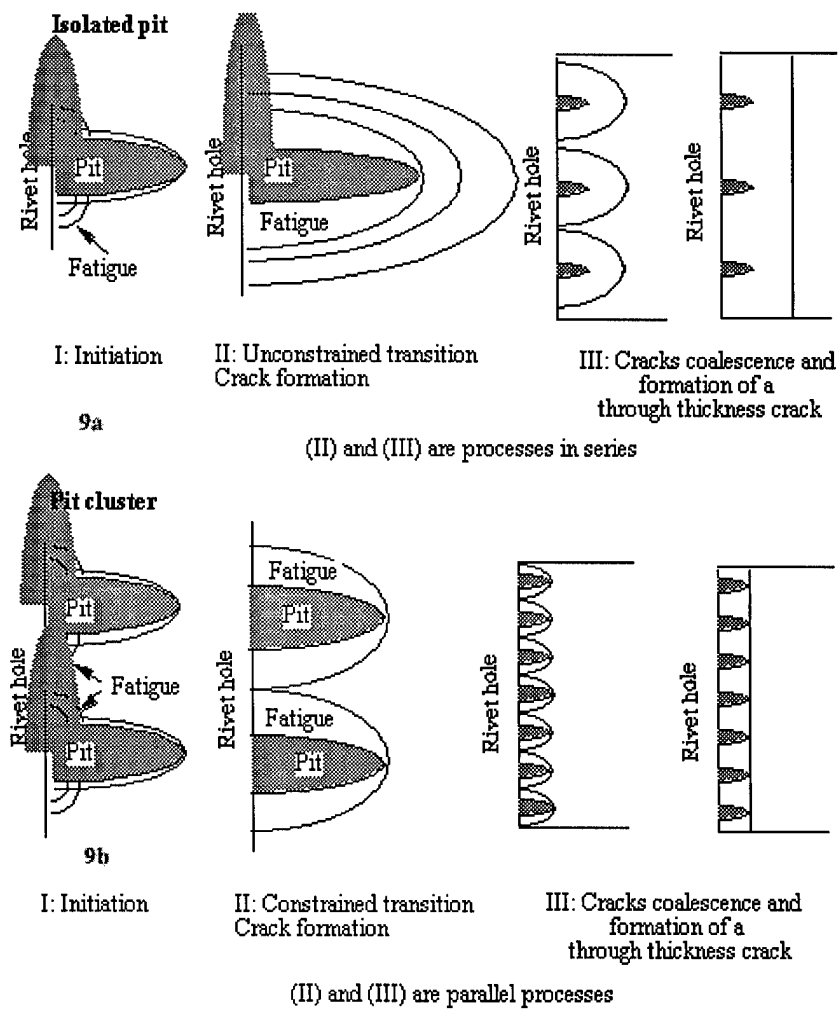 Isolated pit
Rivet hole
Pit
Fatigue
Rivet hole
Pit
Fatigue
Rivet hole
Rivet hole
I: Initiation
II: Unconstrained transition
Crack formation
III: Cracks coalescence and
formation of a
through thickness crack
9a
(II) and (III) are processes in series
Pit cluster
Rivet hole
Pit
Fatigue
Pit
Rivet hole
Fatigue
Pit
Fatigue
Pit
Rivet hole
Rivet hole
9b
I: Initiation
II: Constrained transition
Crack formation
III: Cracks coalescence and
formation of a
through thickness crack
(II) and (III) are parallel processes